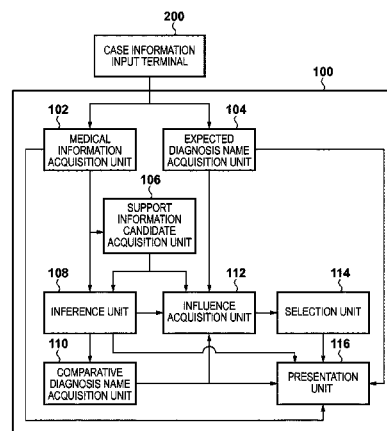 200
CASE INFORMATION
INPUT TERMINAL
100
102
MEDICAL
INFORMATION
ACQUISITION UNIT
104
EXPECTED
DIAGNOSIS NAME
ACQUISITION UNIT
106
SUPPORT
INFORMATION
CANDIDATE
ACQUISITION UNIT
108
INFERENCE UNIT
112
INFLUENCE
ACQUISITION UNIT
114
SELECTION UNIT
110
COMPARATIVE
DIAGNOSIS NAME
ACQUISITION UNIT
116
PRESENTATION
UNIT